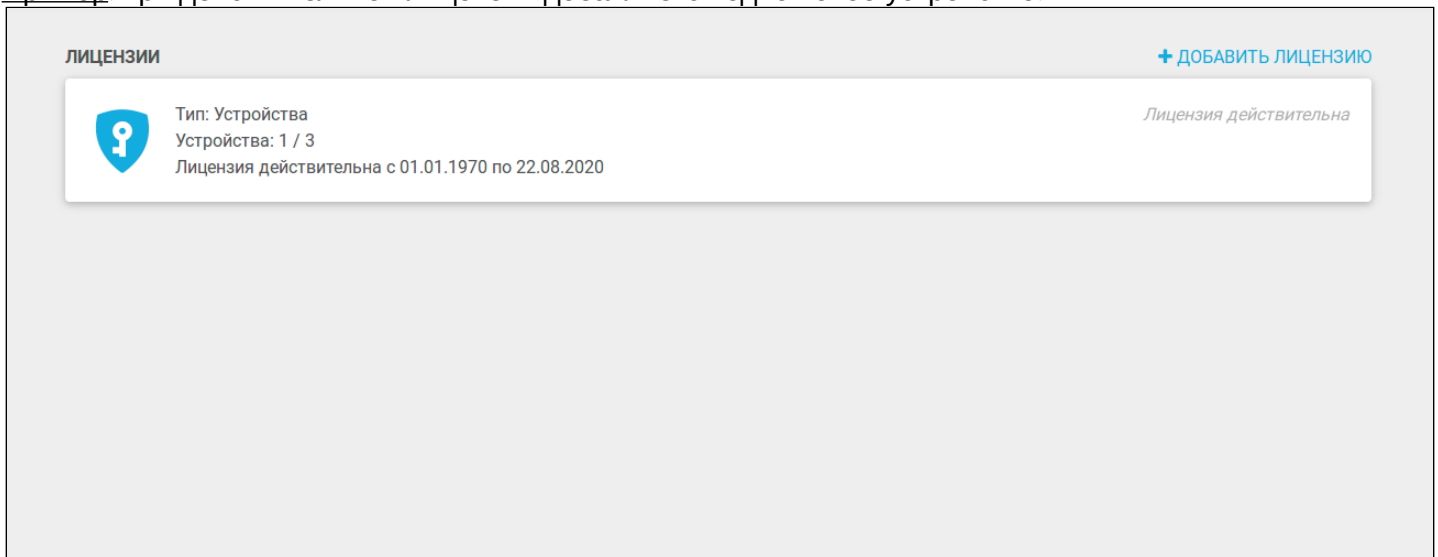 ЛИЦЕНЗИИ
+ ДОБАВИТЬ ЛИЦЕНЗИЮ
Тип: Устройства
Лицензия действительна
Устройства: 1 / 3
Лицензия действительна с 01.01.1970 по 22.08.2020